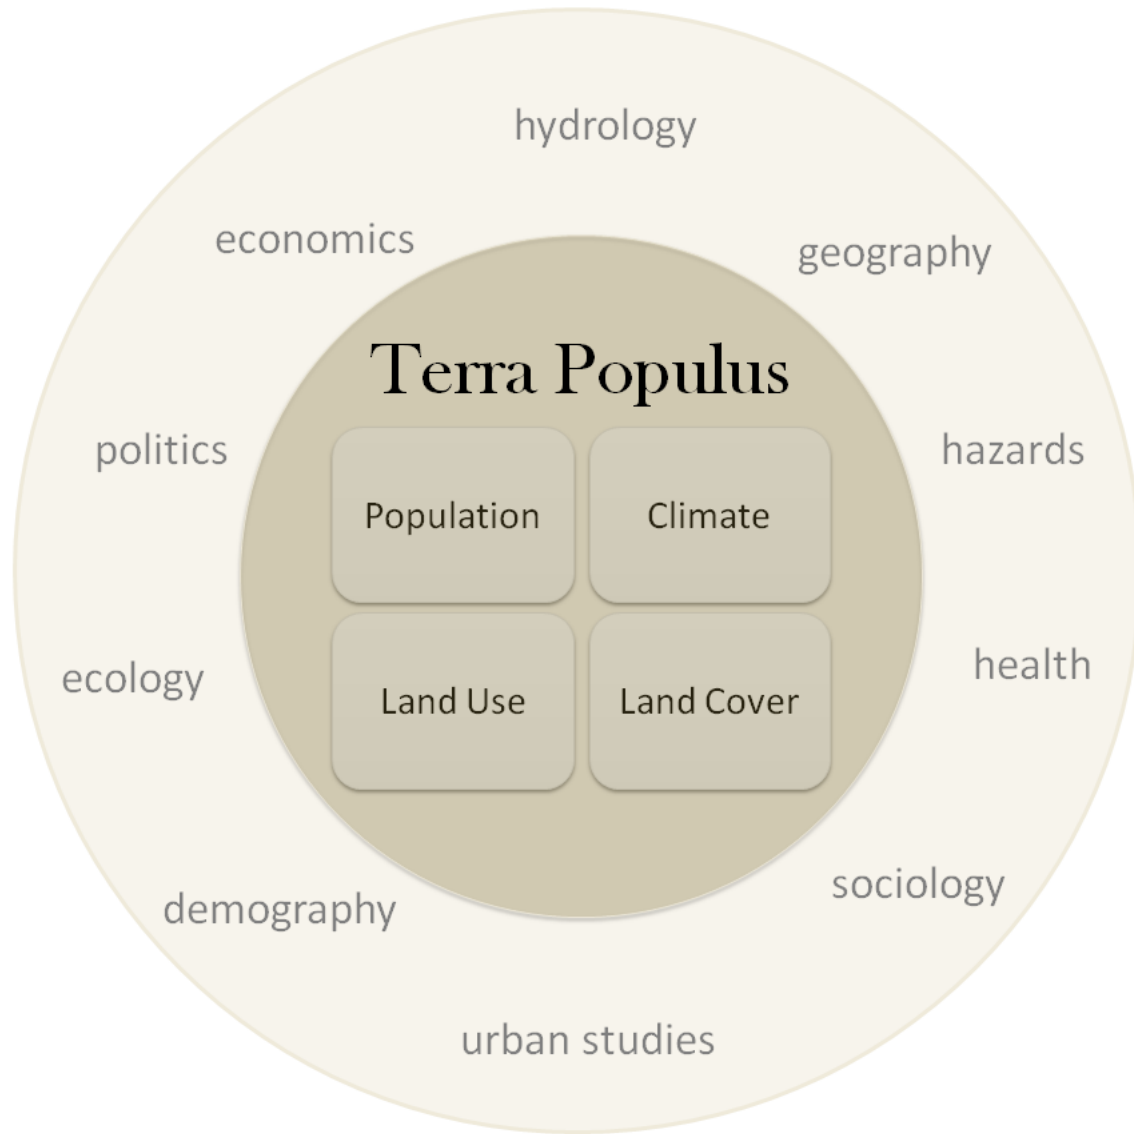 hydrology
economics
geography
Terra Populus
politics
hazards
Population
Climate
ecology
health
Land Use
Land Cover
demography
sociology
urban studies